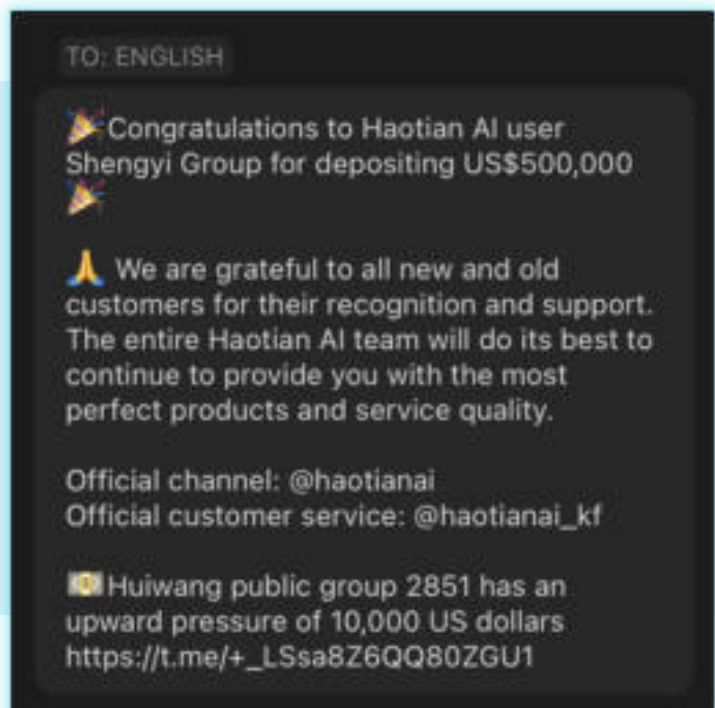 TO: ENGLISH
🎉Congratulations to Haotian AI user
Shengyi Group for depositing US$500,000
🎉
🙏 We are grateful to all new and old
customers for their recognition and support.
The entire Haotian AI team will do its best to
continue to provide you with the most
perfect products and service quality.
Official channel: @haotianai
Official customer service: @haotianai_kf
💴Huiwang public group 2851 has an
upward pressure of 10,000 US dollars
https://t.me/+_LSsa8Z6QQ80ZGU1